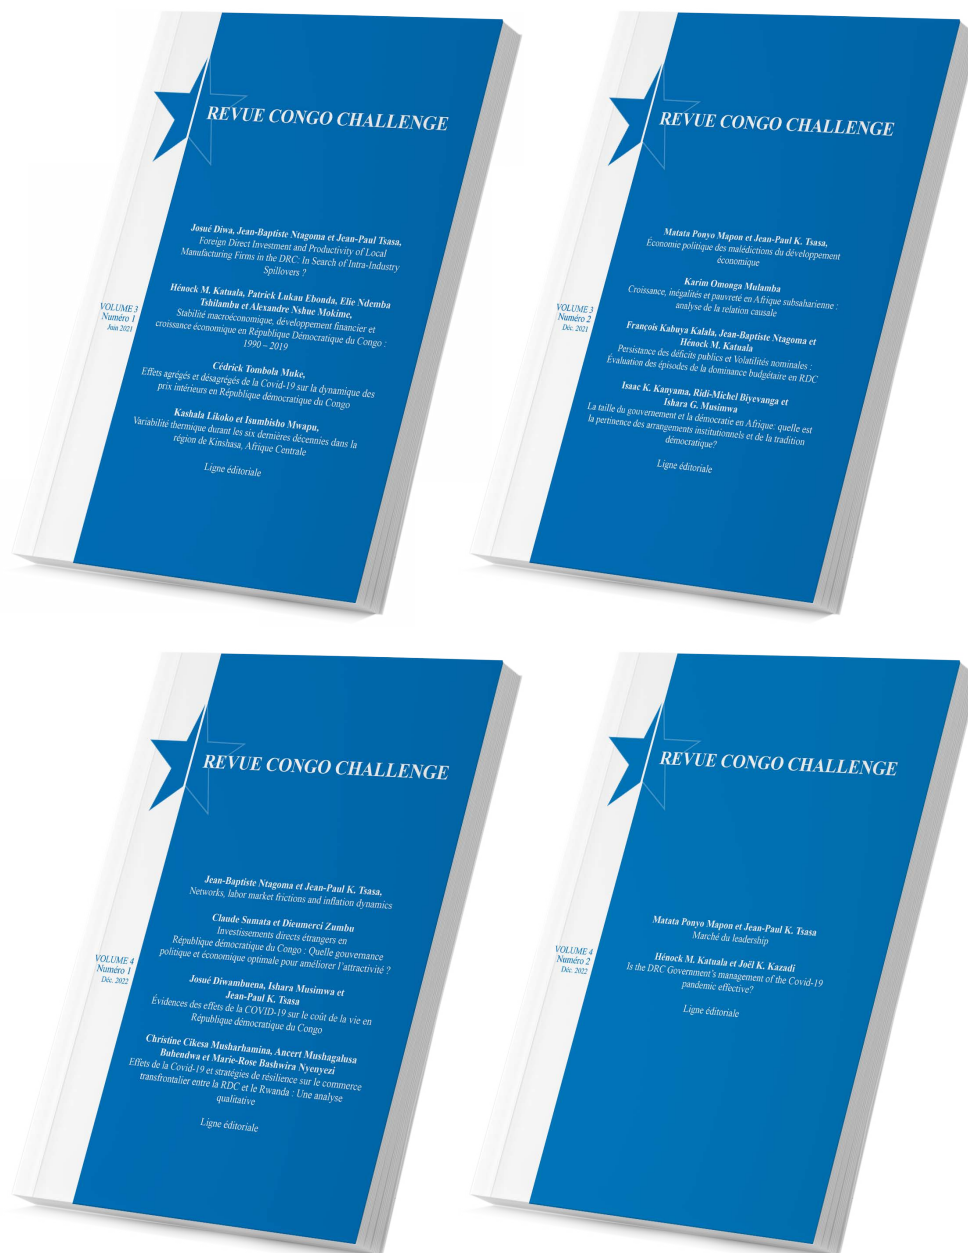 REVUE CONGO CHALLENGE
Josué Diwa, Jean-Baptiste Ntagoma et Jean-Paul Tsasa,
Foreign Direct Investment and Productivity of Local
Manufacturing Firms in the DRC: In Search of Intra-Industry
Spillovers ?
Hénock M. Katuala, Patrick Lukau Ebonda, Elie Ndemba
Tshilambu et Alexandre Nshue Mokime,
Stabilité macroéconomique, développement financier et
croissance économique en République Démocratique du Congo :
1990 – 2019
VOLUME 3
Numéro 1
Juin 2021
Cédrick Tombola Muke,
Effets agrégés et désagrégés de la Covid-19 sur la dynamique des
prix intérieurs en République démocratique du Congo
Kashala Likoko et Isumbisho Mwapu,
Variabilité thermique durant les six dernières décennies dans la
région de Kinshasa, Afrique Centrale
Ligne éditoriale
REVUE CONGO CHALLENGE
Matata Ponyo Mapon et Jean-Paul K. Tsasa,
Économie politique des malédictions du développement
économique
Karim Omonga Mulamba
Croissance, inégalités et pauvreté en Afrique subsaharienne :
analyse de la relation causale
VOLUME 3
Numéro 2
Déc. 2021
François Kabuya Kalala, Jean-Baptiste Ntagoma et
Hénock M. Katuala
Persistance des déficits publics et Volatilités nominales :
Évaluation des épisodes de la dominance budgétaire en RDC
Isaac K. Kanyama, Ridi-Michel Biyevanga et
Ishara G. Musimwa
La taille du gouvernement et la démocratie en Afrique: quelle est
la pertinence des arrangements institutionnels et de la tradition
démocratique?
Ligne éditoriale
REVUE CONGO CHALLENGE
Jean-Baptiste Ntagoma et Jean-Paul K. Tsasa,
Networks, labor market frictions and inflation dynamics
Claude Sumata et Dieumerci Zumbu
Investissements directs étrangers en
République démocratique du Congo : Quelle gouvernance
politique et économique optimale pour améliorer l'attractivité ?
VOLUME 4
Numéro 1
Déc. 2022
Josué Diwambuena, Ishara Musimwa et
Jean-Paul K. Tsasa
Évidences des effets de la COVID-19 sur le coût de la vie en
République démocratique du Congo
Christine Cikesa Musharhamina, Ancert Mushagalusa
Buhendwa et Marie-Rose Bashwira Nyenyezi
Effets de la Covid-19 et stratégies de résilience sur le commerce
transfrontalier entre la RDC et le Rwanda : Une analyse
qualitative
Ligne éditoriale
REVUE CONGO CHALLENGE
Matata Ponyo Mapon et Jean-Paul K. Tsasa
Marché du leadership
VOLUME 4
Numéro 2
Déc. 2022
Hénock M. Katuala et Joël K. Kazadi
Is the DRC Government's management of the Covid-19
pandemic effective?
Ligne éditoriale